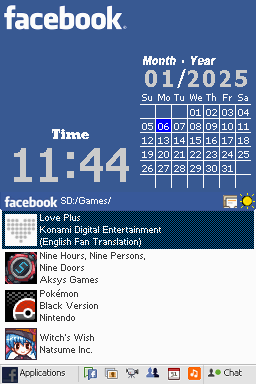 facebook
Month - Year
01/2025
Su Mo Tu We Th Fr Sa
01 02 03 04
05 06 07 08 09 10 11
12 13 14 15 16 17 18
19 20 21 22 23 24 25
26 27 28 29 30 31
Time
11:44
facebook SD:/Games/
Love Plus
Konami Digital Entertainment
(English Fan Translation)
Nine Hours, Nine Persons,
Nine Doors
Aksys Games
Pokémon
Black Version
Nintendo
Witch's Wish
Natsume Inc.
f Applications 31 Chat